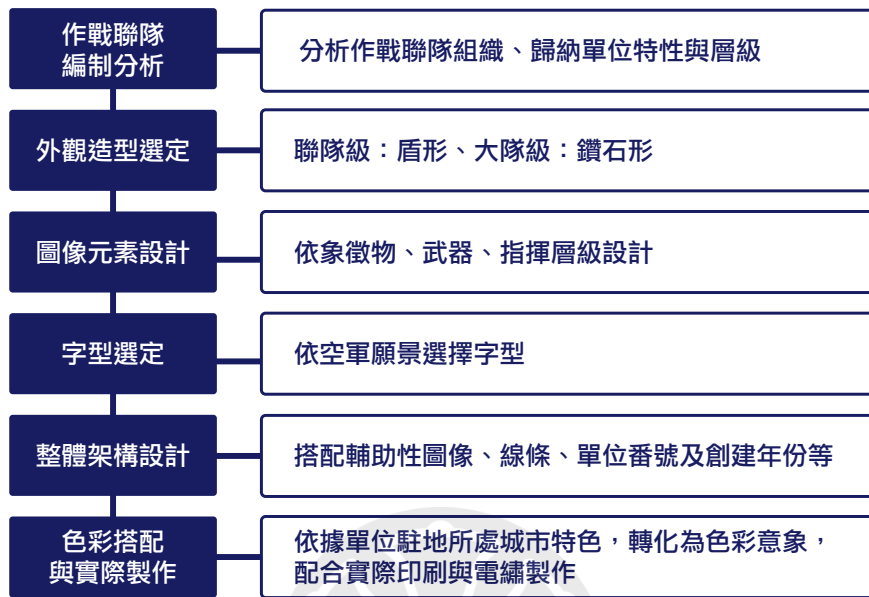 作戰聯隊
編制分析
分析作戰聯隊組織、歸納單位特性與層級
外觀造型選定
聯隊級：盾形、大隊級：鑽石形
圖像元素設計
依象徵物、武器、指揮層級設計
字型選定
依空軍願景選擇字型
整體架構設計
搭配輔助性圖像、線條、單位番號及創建年份等
色彩搭配
與實際製作
依據單位駐地所處城市特色，轉化為色彩意象，
配合實際印刷與電繡製作